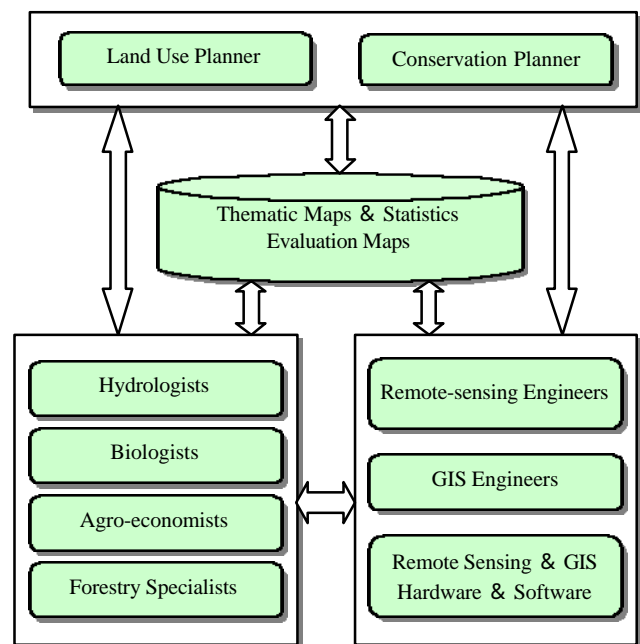 Land Use Planner
Conservation Planner
Thematic Maps & Statistics
Evaluation Maps
Hydrologists
Biologists
Agro-economists
Forestry Specialists
Remote-sensing Engineers
GIS Engineers
Remote Sensing & GIS
Hardware & Software